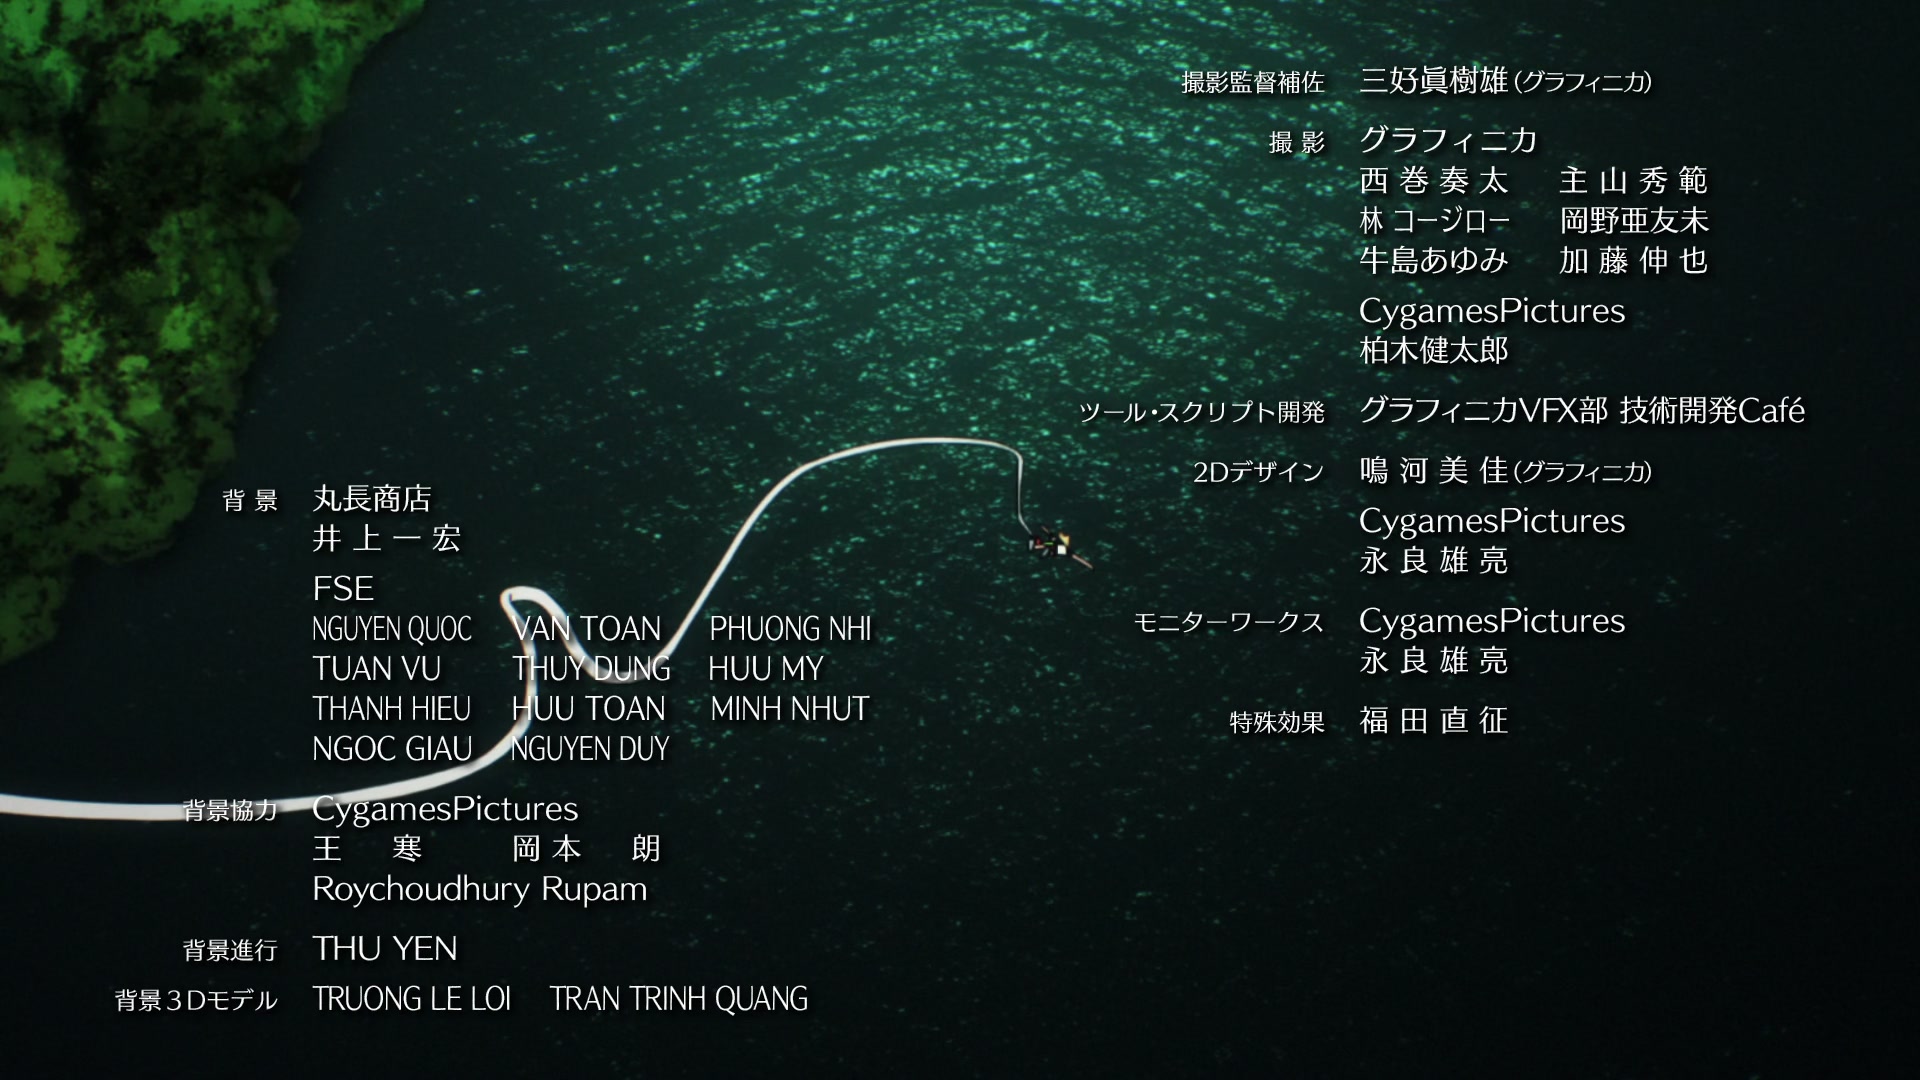 背景 丸長商店
井上一宏
FSE
NGUYEN QUOC VAN TOAN PHUONG NHI
TUAN VU THUY DUNG HUU MY
THANH HIEU HUU TOAN MINH NHUT
NGOC GIAU NGUYEN DUY
背景協力 CygamesPictures
王寒 岡本朗
Roychoudhury Rupam
背景進行 THU YEN
背景3Dモデル TRUONG LE LOI TRAN TRINH QUANG
撮影監督補佐 三好眞樹雄(グラフィニカ)
撮影 グラフィニカ
西巻奏太 主山秀範
林コージロー 岡野亜友未
牛島あゆみ 加藤伸也
CygamesPictures
柏木健太郎
ツール・スクリプト開発 グラフィニカVFX部 技術開発Café
2Dデザイン 鳴河美佳(グラフィニカ)
CygamesPictures
永良雄亮
モニターワークス CygamesPictures
永良雄亮
特殊効果 福田直征